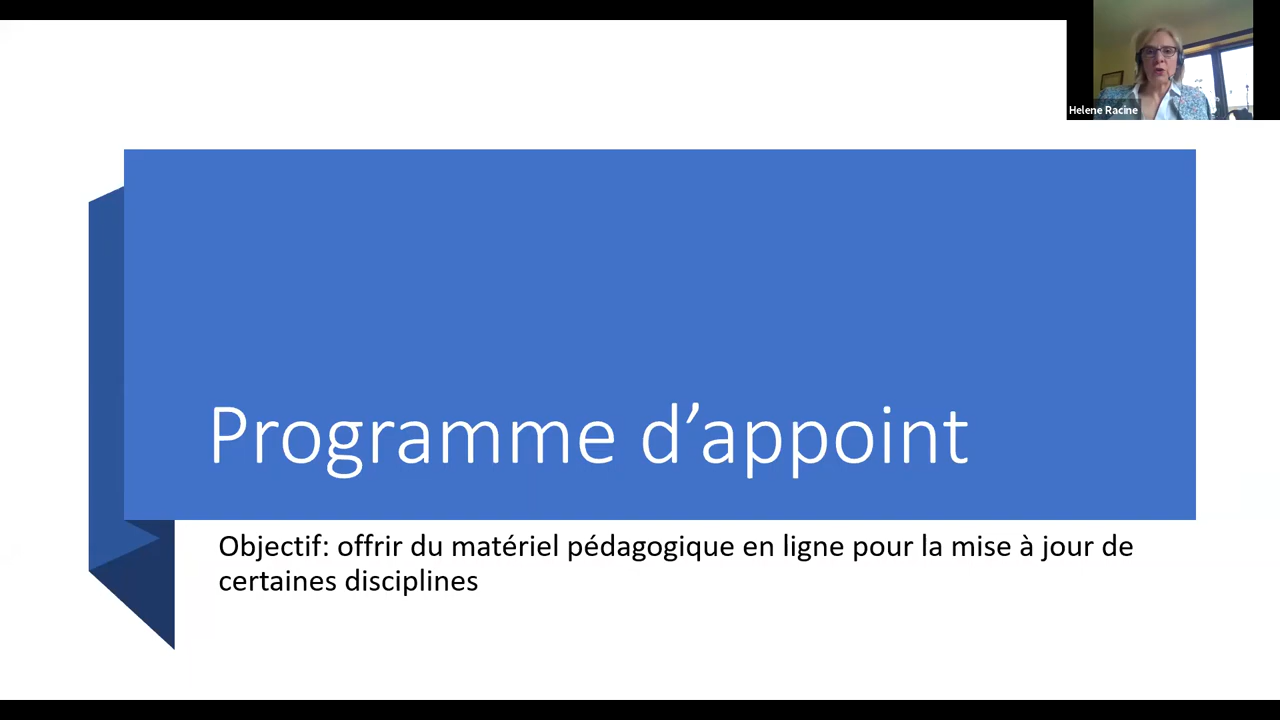 Helene Racine
Programme d’appoint
Objectif: offrir du matériel pédagogique en ligne pour la mise à jour de
certaines disciplines